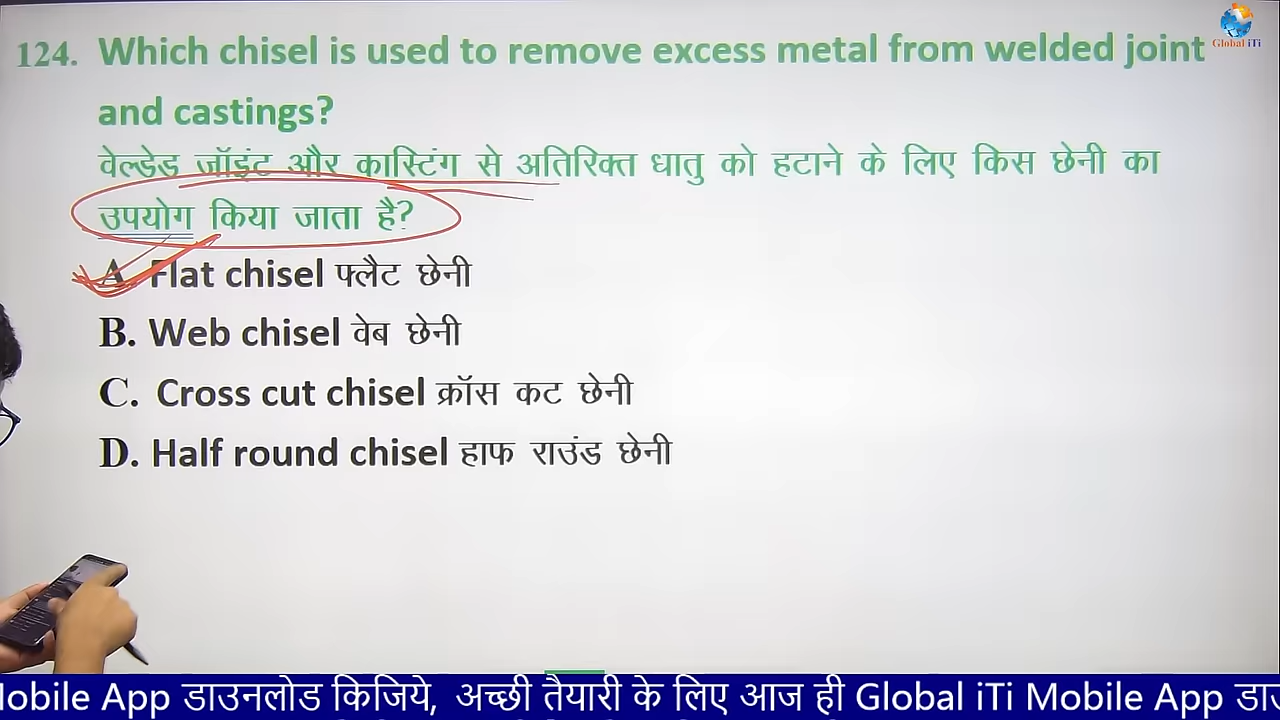 Global iTi
124. Which chisel is used to remove excess metal from welded joint
and castings?
वेल्डेड जॉइंट और कास्टिंग से अतिरिक्त धातु को हटाने के लिए किस छेनी का
उपयोग किया जाता है?
A. Flat chisel फ्लैट छेनी
B. Web chisel वेब छेनी
C. Cross cut chisel क्रॉस कट छेनी
D. Half round chisel हाफ राउंड छेनी
Mobile App डाउनलोड किजिये, अच्छी तैयारी के लिए आज ही Global iTi Mobile App